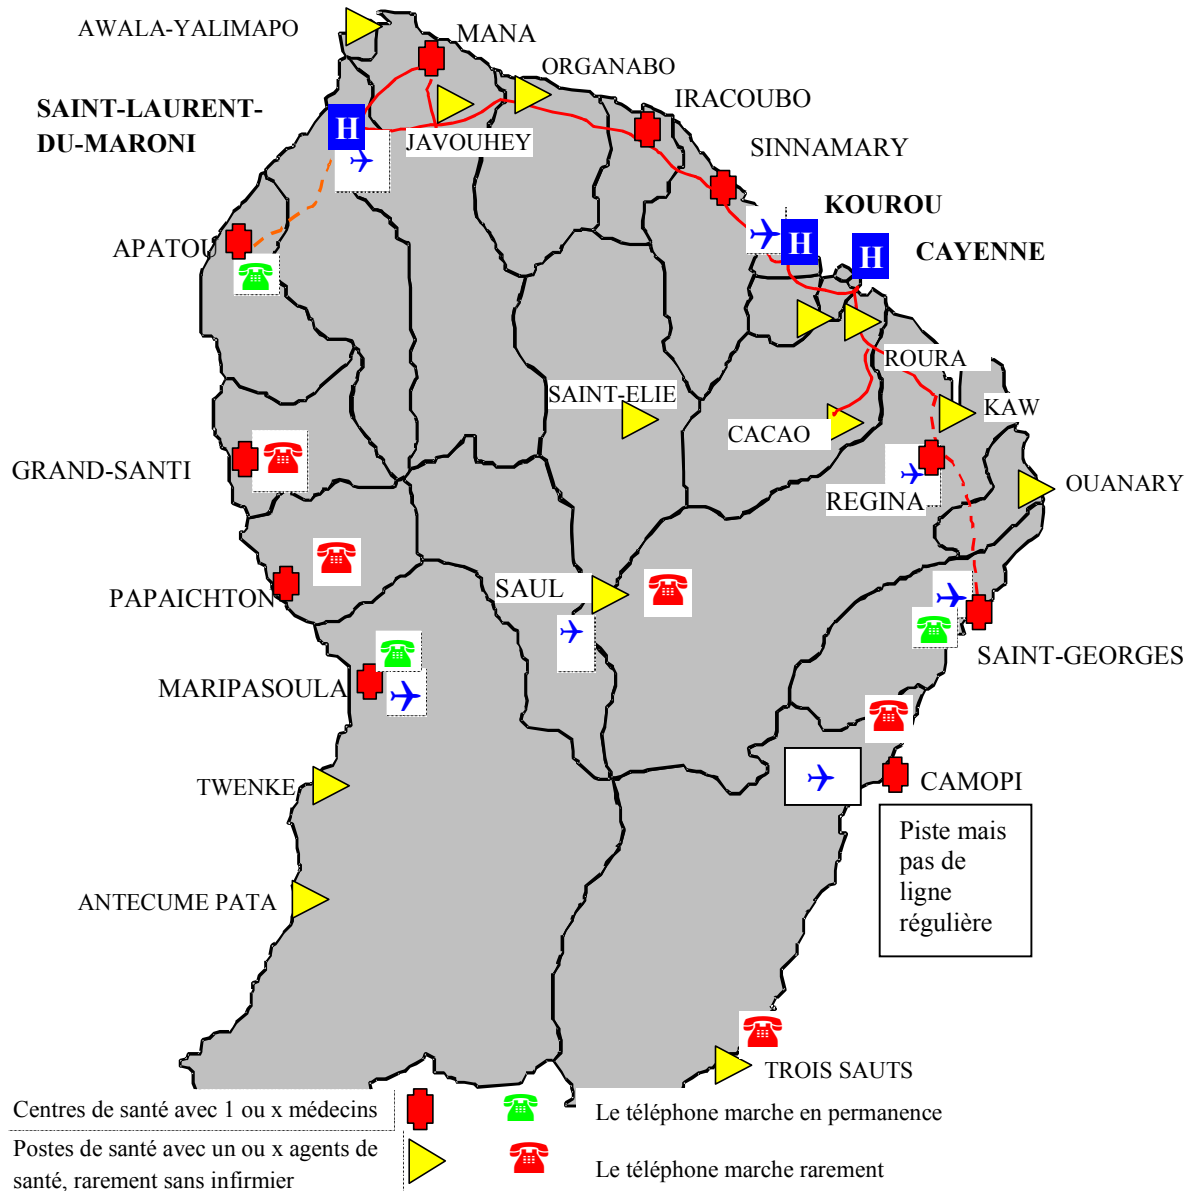 AWALA-YALIMAPO
MANA
ORGANABO
SAINT-LAURENT-
DU-MARONI
IRACOUBO
H
JAVOUHEY
SINNAMARY
KOUROU
H
CAYENNE
H
APATOU
ROURA
SAINT-ELIE
KAW
CACAO
GRAND-SANTI
OUANARY
REGINA
PAPAICHTON
SAUL
SAINT-GEORGES
MARIPASOULA
TWENKE
CAMOPI
Piste mais
pas de
ligne
régulière
ANTECUME PATA
TROIS SAUTS
Centres de santé avec 1 ou x médecins
Le téléphone marche en permanence
Postes de santé avec un ou x agents de
santé, rarement sans infirmier
Le téléphone marche rarement